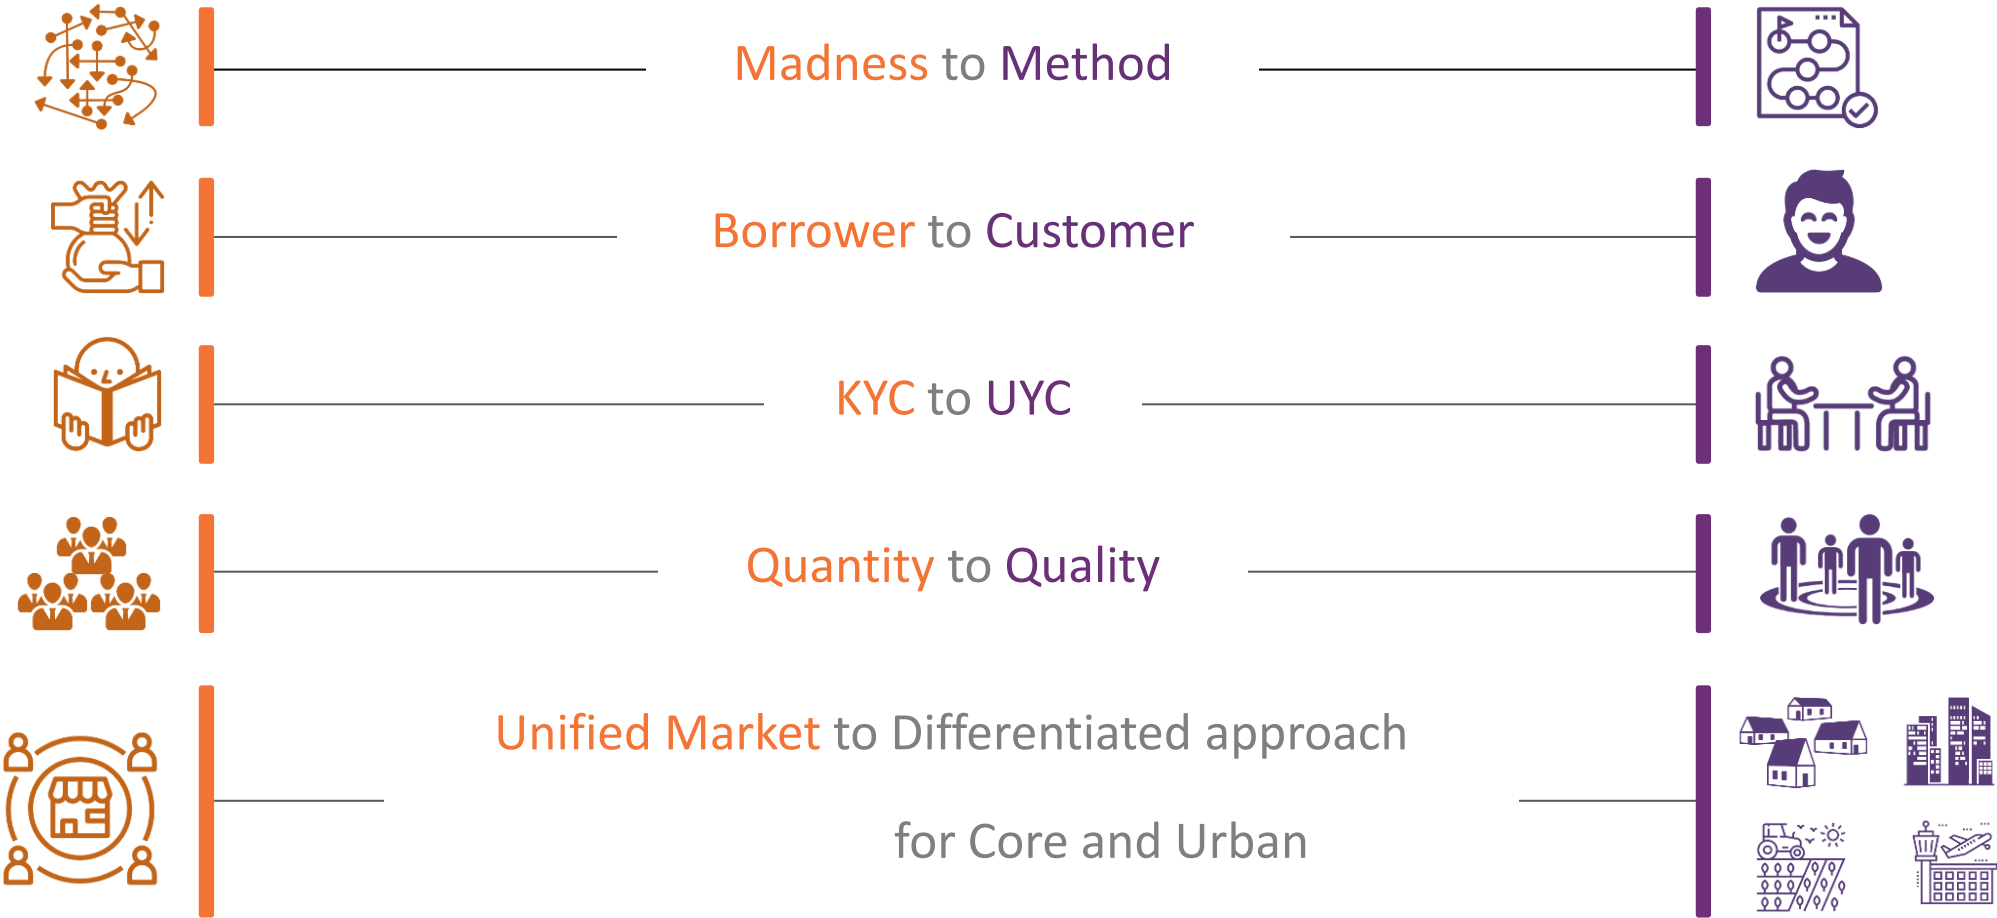 Madness to Method
Borrower to Customer
KYC to UYC
Quantity to Quality
Unified Market to Differentiated approach
for Core and Urban